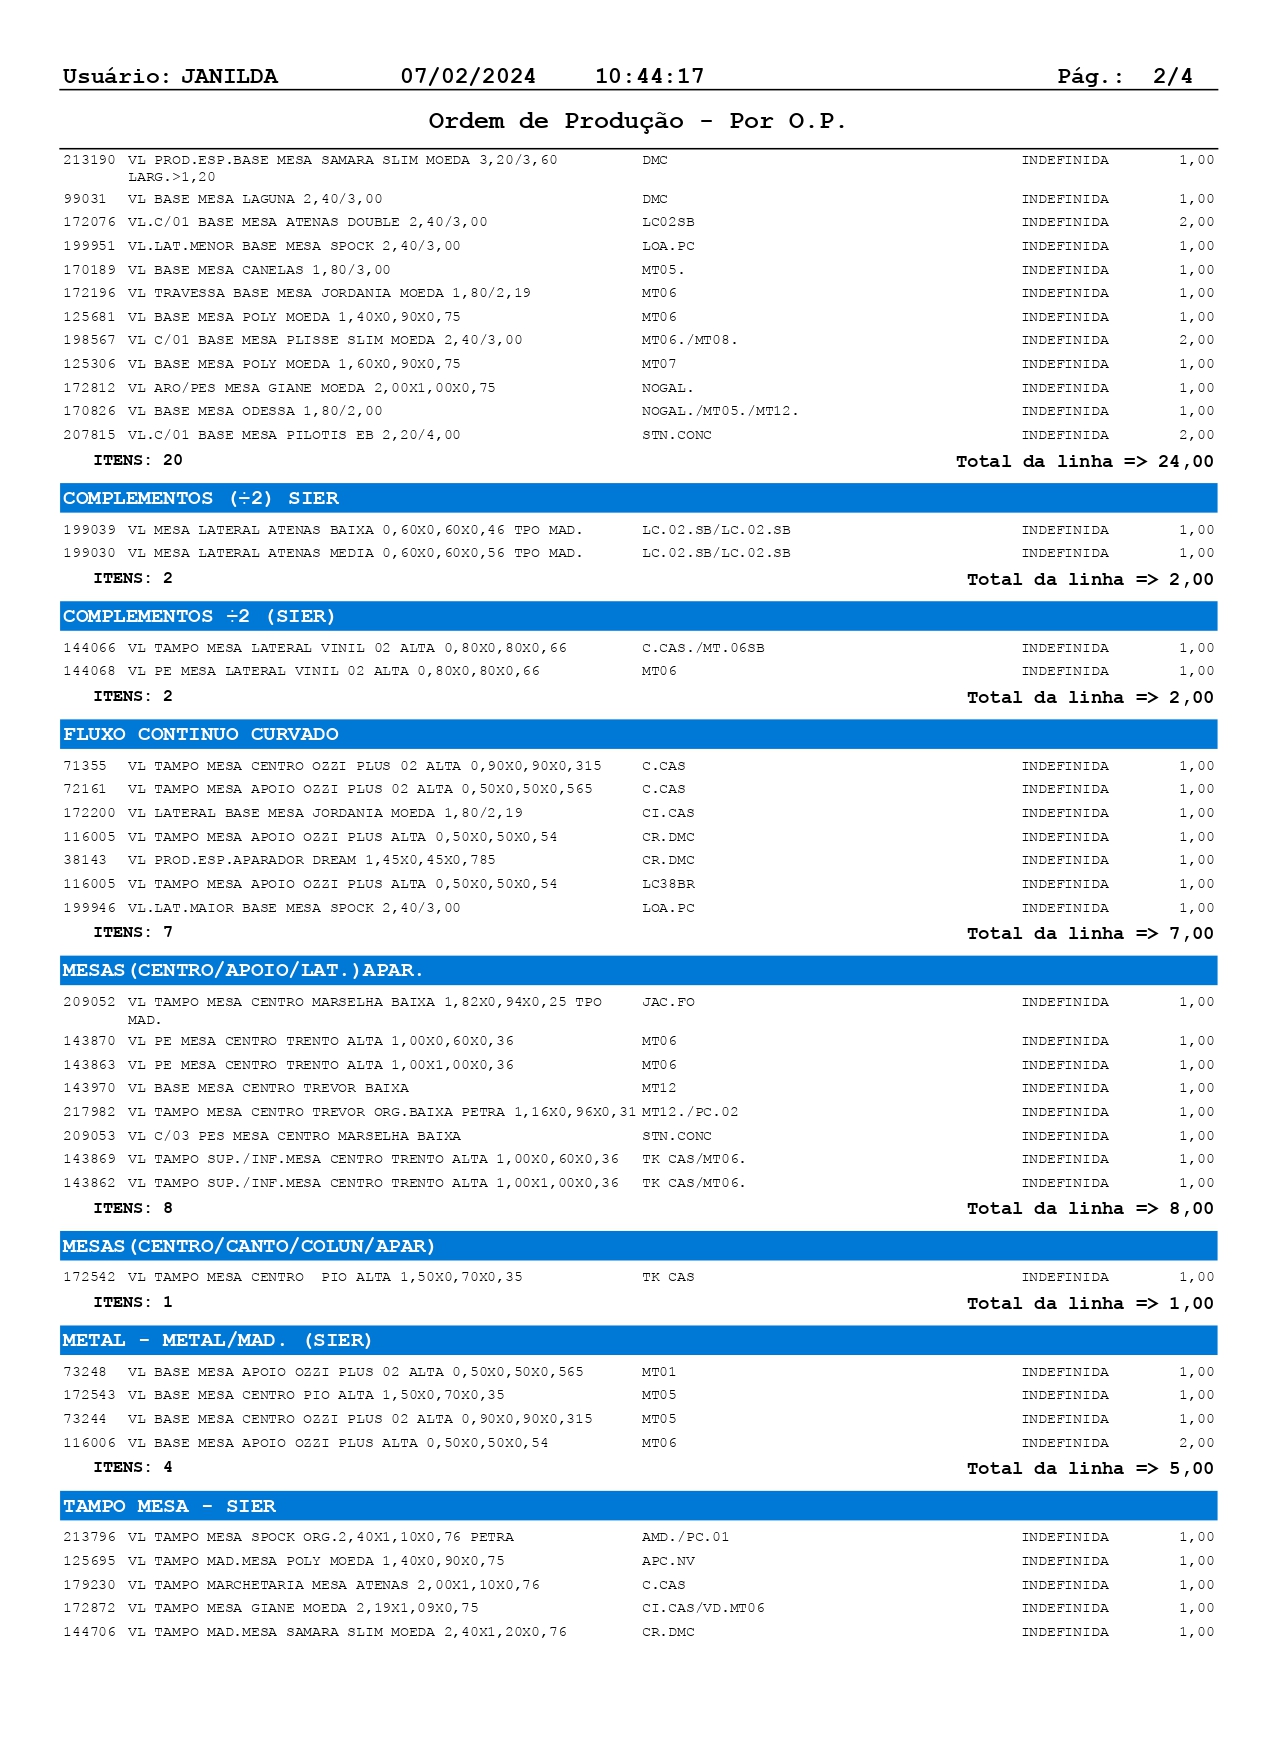 Usuário: JANILDA 07/02/2024 10:44:17 Pág.: 2/4
Ordem de Produção - Por O.P.
213190 VL PROD.ESP.BASE MESA SAMARA SLIM MOEDA 3,20/3,60 DMC INDEFINIDA 1,00
LARG.>1,20
99031 VL BASE MESA LAGUNA 2,40/3,00 DMC INDEFINIDA 1,00
172076 VL.C/01 BASE MESA ATENAS DOUBLE 2,40/3,00 LC02SB INDEFINIDA 2,00
199951 VL.LAT.MENOR BASE MESA SPOCK 2,40/3,00 LOA.PC INDEFINIDA 1,00
170189 VL BASE MESA CANELAS 1,80/3,00 MT05. INDEFINIDA 1,00
172196 VL TRAVESSA BASE MESA JORDANIA MOEDA 1,80/2,19 MT06 INDEFINIDA 1,00
125681 VL BASE MESA POLY MOEDA 1,40X0,90X0,75 MT06 INDEFINIDA 1,00
198567 VL C/01 BASE MESA PLISSE SLIM MOEDA 2,40/3,00 MT06./MT08. INDEFINIDA 2,00
125306 VL BASE MESA POLY MOEDA 1,60X0,90X0,75 MT07 INDEFINIDA 1,00
172812 VL ARO/PES MESA GIANE MOEDA 2,00X1,00X0,75 NOGAL. INDEFINIDA 1,00
170826 VL BASE MESA ODESSA 1,80/2,00 NOGAL./MT05./MT12. INDEFINIDA 1,00
207815 VL.C/01 BASE MESA PILOTIS EB 2,20/4,00 STN.CONC INDEFINIDA 2,00
ITENS: 20 Total da linha => 24,00
COMPLEMENTOS (÷2) SIER
199039 VL MESA LATERAL ATENAS BAIXA 0,60X0,60X0,46 TPO MAD. LC.02.SB/LC.02.SB INDEFINIDA 1,00
199030 VL MESA LATERAL ATENAS MEDIA 0,60X0,60X0,56 TPO MAD. LC.02.SB/LC.02.SB INDEFINIDA 1,00
ITENS: 2 Total da linha => 2,00
COMPLEMENTOS ÷2 (SIER)
144066 VL TAMPO MESA LATERAL VINIL 02 ALTA 0,80X0,80X0,66 C.CAS./MT.06SB INDEFINIDA 1,00
144068 VL PE MESA LATERAL VINIL 02 ALTA 0,80X0,80X0,66 MT06 INDEFINIDA 1,00
ITENS: 2 Total da linha => 2,00
FLUXO CONTINUO CURVADO
71355 VL TAMPO MESA CENTRO OZZI PLUS 02 ALTA 0,90X0,90X0,315 C.CAS INDEFINIDA 1,00
72161 VL TAMPO MESA APOIO OZZI PLUS 02 ALTA 0,50X0,50X0,565 C.CAS INDEFINIDA 1,00
172200 VL LATERAL BASE MESA JORDANIA MOEDA 1,80/2,19 CI.CAS INDEFINIDA 1,00
116005 VL TAMPO MESA APOIO OZZI PLUS ALTA 0,50X0,50X0,54 CR.DMC INDEFINIDA 1,00
38143 VL PROD.ESP.APARADOR DREAM 1,45X0,45X0,785 CR.DMC INDEFINIDA 1,00
116005 VL TAMPO MESA APOIO OZZI PLUS ALTA 0,50X0,50X0,54 LC38BR INDEFINIDA 1,00
199946 VL.LAT.MAIOR BASE MESA SPOCK 2,40/3,00 LOA.PC INDEFINIDA 1,00
ITENS: 7 Total da linha => 7,00
MESAS(CENTRO/APOIO/LAT.)APAR.
209052 VL TAMPO MESA CENTRO MARSELHA BAIXA 1,82X0,94X0,25 TPO JAC.FO INDEFINIDA 1,00
MAD.
143870 VL PE MESA CENTRO TRENTO ALTA 1,00X0,60X0,36 MT06 INDEFINIDA 1,00
143863 VL PE MESA CENTRO TRENTO ALTA 1,00X1,00X0,36 MT06 INDEFINIDA 1,00
143970 VL BASE MESA CENTRO TREVOR BAIXA MT12 INDEFINIDA 1,00
217982 VL TAMPO MESA CENTRO TREVOR ORG.BAIXA PETRA 1,16X0,96X0,31 MT12./PC.02 INDEFINIDA 1,00
209053 VL C/03 PES MESA CENTRO MARSELHA BAIXA STN.CONC INDEFINIDA 1,00
143869 VL TAMPO SUP./INF.MESA CENTRO TRENTO ALTA 1,00X0,60X0,36 TK CAS/MT06. INDEFINIDA 1,00
143862 VL TAMPO SUP./INF.MESA CENTRO TRENTO ALTA 1,00X1,00X0,36 TK CAS/MT06. INDEFINIDA 1,00
ITENS: 8 Total da linha => 8,00
MESAS(CENTRO/CANTO/COLUN/APAR)
172542 VL TAMPO MESA CENTRO  PIO ALTA 1,50X0,70X0,35 TK CAS INDEFINIDA 1,00
ITENS: 1 Total da linha => 1,00
METAL - METAL/MAD. (SIER)
73248 VL BASE MESA APOIO OZZI PLUS 02 ALTA 0,50X0,50X0,565 MT01 INDEFINIDA 1,00
172543 VL BASE MESA CENTRO PIO ALTA 1,50X0,70X0,35 MT05 INDEFINIDA 1,00
73244 VL BASE MESA CENTRO OZZI PLUS 02 ALTA 0,90X0,90X0,315 MT05 INDEFINIDA 1,00
116006 VL BASE MESA APOIO OZZI PLUS ALTA 0,50X0,50X0,54 MT06 INDEFINIDA 2,00
ITENS: 4 Total da linha => 5,00
TAMPO MESA - SIER
213796 VL TAMPO MESA SPOCK ORG.2,40X1,10X0,76 PETRA AMD./PC.01 INDEFINIDA 1,00
125695 VL TAMPO MAD.MESA POLY MOEDA 1,40X0,90X0,75 APC.NV INDEFINIDA 1,00
179230 VL TAMPO MARCHETARIA MESA ATENAS 2,00X1,10X0,76 C.CAS INDEFINIDA 1,00
172872 VL TAMPO MESA GIANE MOEDA 2,19X1,09X0,75 CI.CAS/VD.MT06 INDEFINIDA 1,00
144706 VL TAMPO MAD.MESA SAMARA SLIM MOEDA 2,40X1,20X0,76 CR.DMC INDEFINIDA 1,00